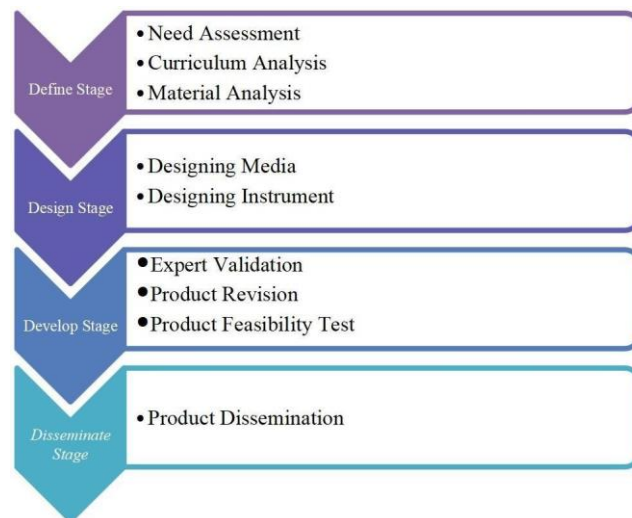 Define Stage
• Need Assessment
• Curriculum Analysis
• Material Analysis
Design Stage
• Designing Media
• Designing Instrument
Develop Stage
• Expert Validation
• Product Revision
• Product Feasibility Test
Disseminate
Stage
• Product Dissemination